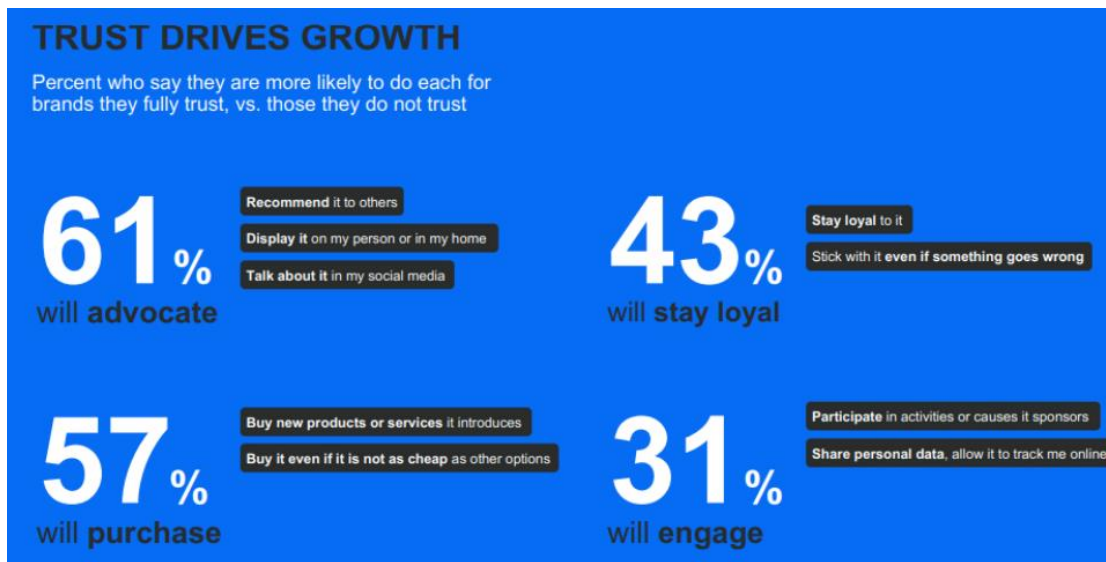 TRUST DRIVES GROWTH
Percent who say they are more likely to do each for
brands they fully trust, vs. those they do not trust
61%
will advocate
Recommend it to others
Display it on my person or in my home
Talk about it in my social media
43%
will stay loyal
Stay loyal to it
Stick with it even if something goes wrong
57%
will purchase
Buy new products or services it introduces
Buy it even if it is not as cheap as other options
31%
will engage
Participate in activities or causes it sponsors
Share personal data, allow it to track me online